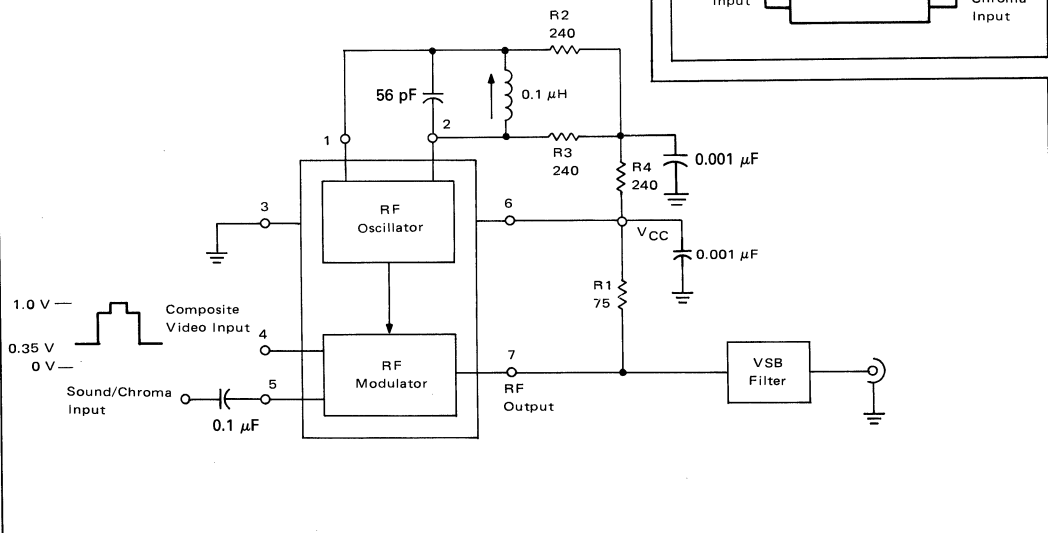 Input
Chroma
Input
R2
240
56 pF
0.1 μH
1
2
R3
240
R4
240
0.001 μF
3
RF
Oscillator
6
VCC
0.001 μF
R1
75
1.0 V
0.35 V
0 V
Composite
Video Input
4
RF
Modulator
7
RF
Output
VSB
Filter
Sound/Chroma
Input
5
0.1 μF